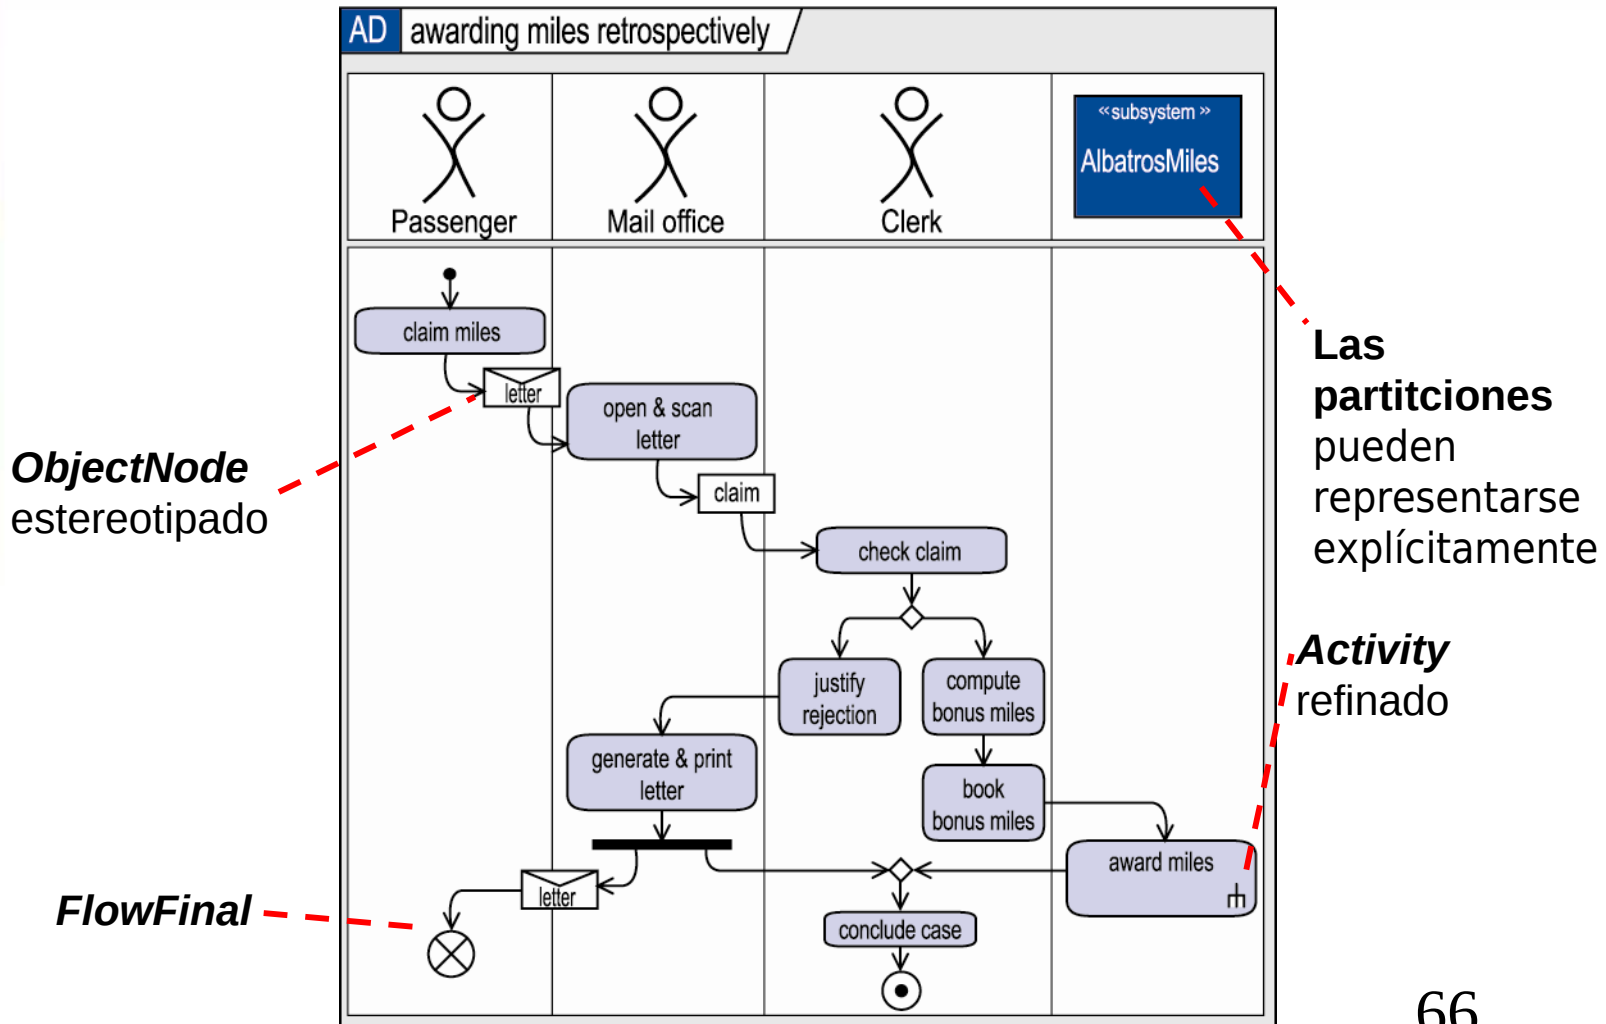 AD awarding miles retrospectively
«subsystem»
AlbatrosMiles
Passenger
Mail office
Clerk
claim miles
letter
open & scan
letter
claim
check claim
justify
rejection
compute
bonus miles
generate & print
letter
book
bonus miles
award miles
letter
conclude case
ObjectNode
estereotipado
FlowFinal
Las
partitciones
pueden
representarse
explícitamente
Activity
refinado
66